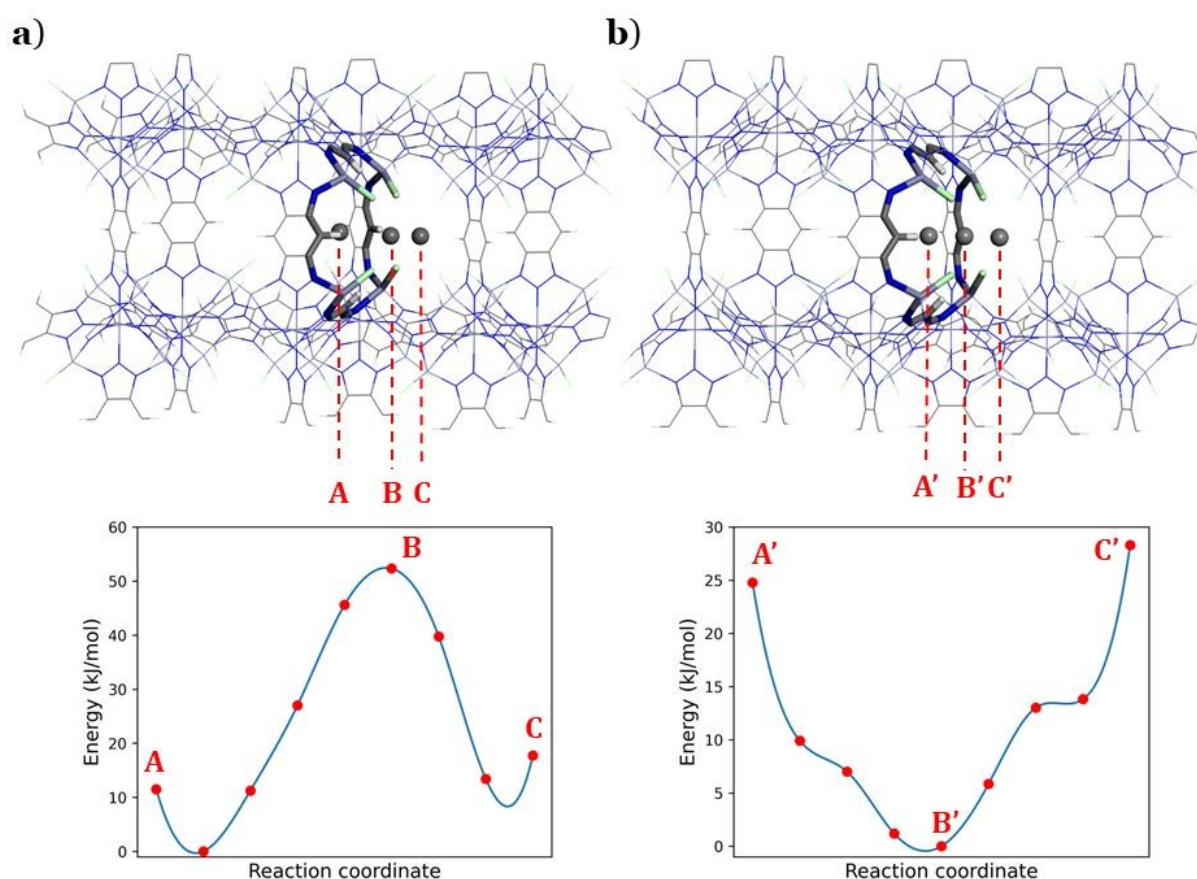 a)
b)
A B C
A’ B’ C’
60
50
40
30
20
10
0
Energy (kJ/mol)
A
B
C
Reaction coordinate
30
25
20
15
10
5
0
Energy (kJ/mol)
A’
B’
C’
Reaction coordinate